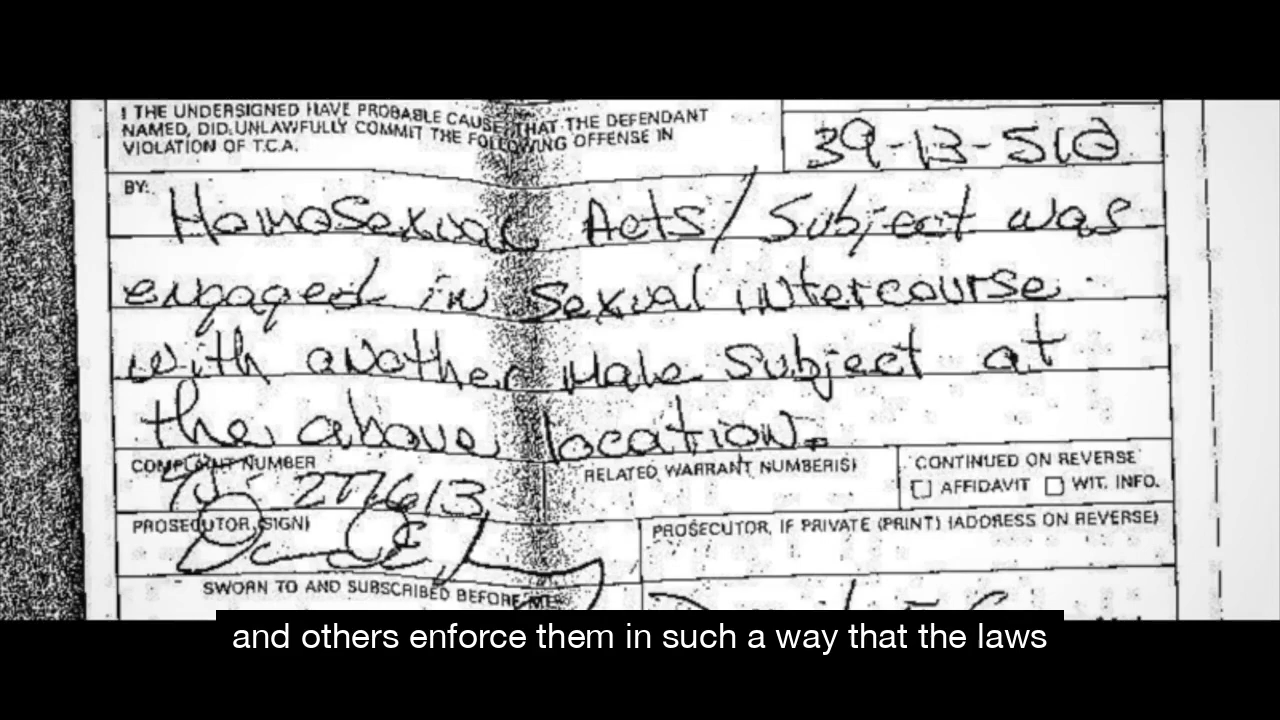 I THE UNDERSIGNED HAVE PROBABLE CAUSE THAT THE DEFENDANT
NAMED, DID UNLAWFULLY COMMIT THE FOLLOWING OFFENSE IN
VIOLATION OF T.C.A.
39-13-510
BY:
HomoSexual Acts/ Subject was
engaged in Sexual intercourse
with another Male Subject at
the above location.
COMPLAINT NUMBER
277613
RELATED WARRANT NUMBER(S)
CONTINUED ON REVERSE
AFFIDAVIT WIT. INFO.
PROSECUTOR (SIGN)
PROSECUTOR, IF PRIVATE (PRINT) (ADDRESS ON REVERSE)
SWORN TO AND SUBSCRIBED BEFORE ME
and others enforce them in such a way that the laws